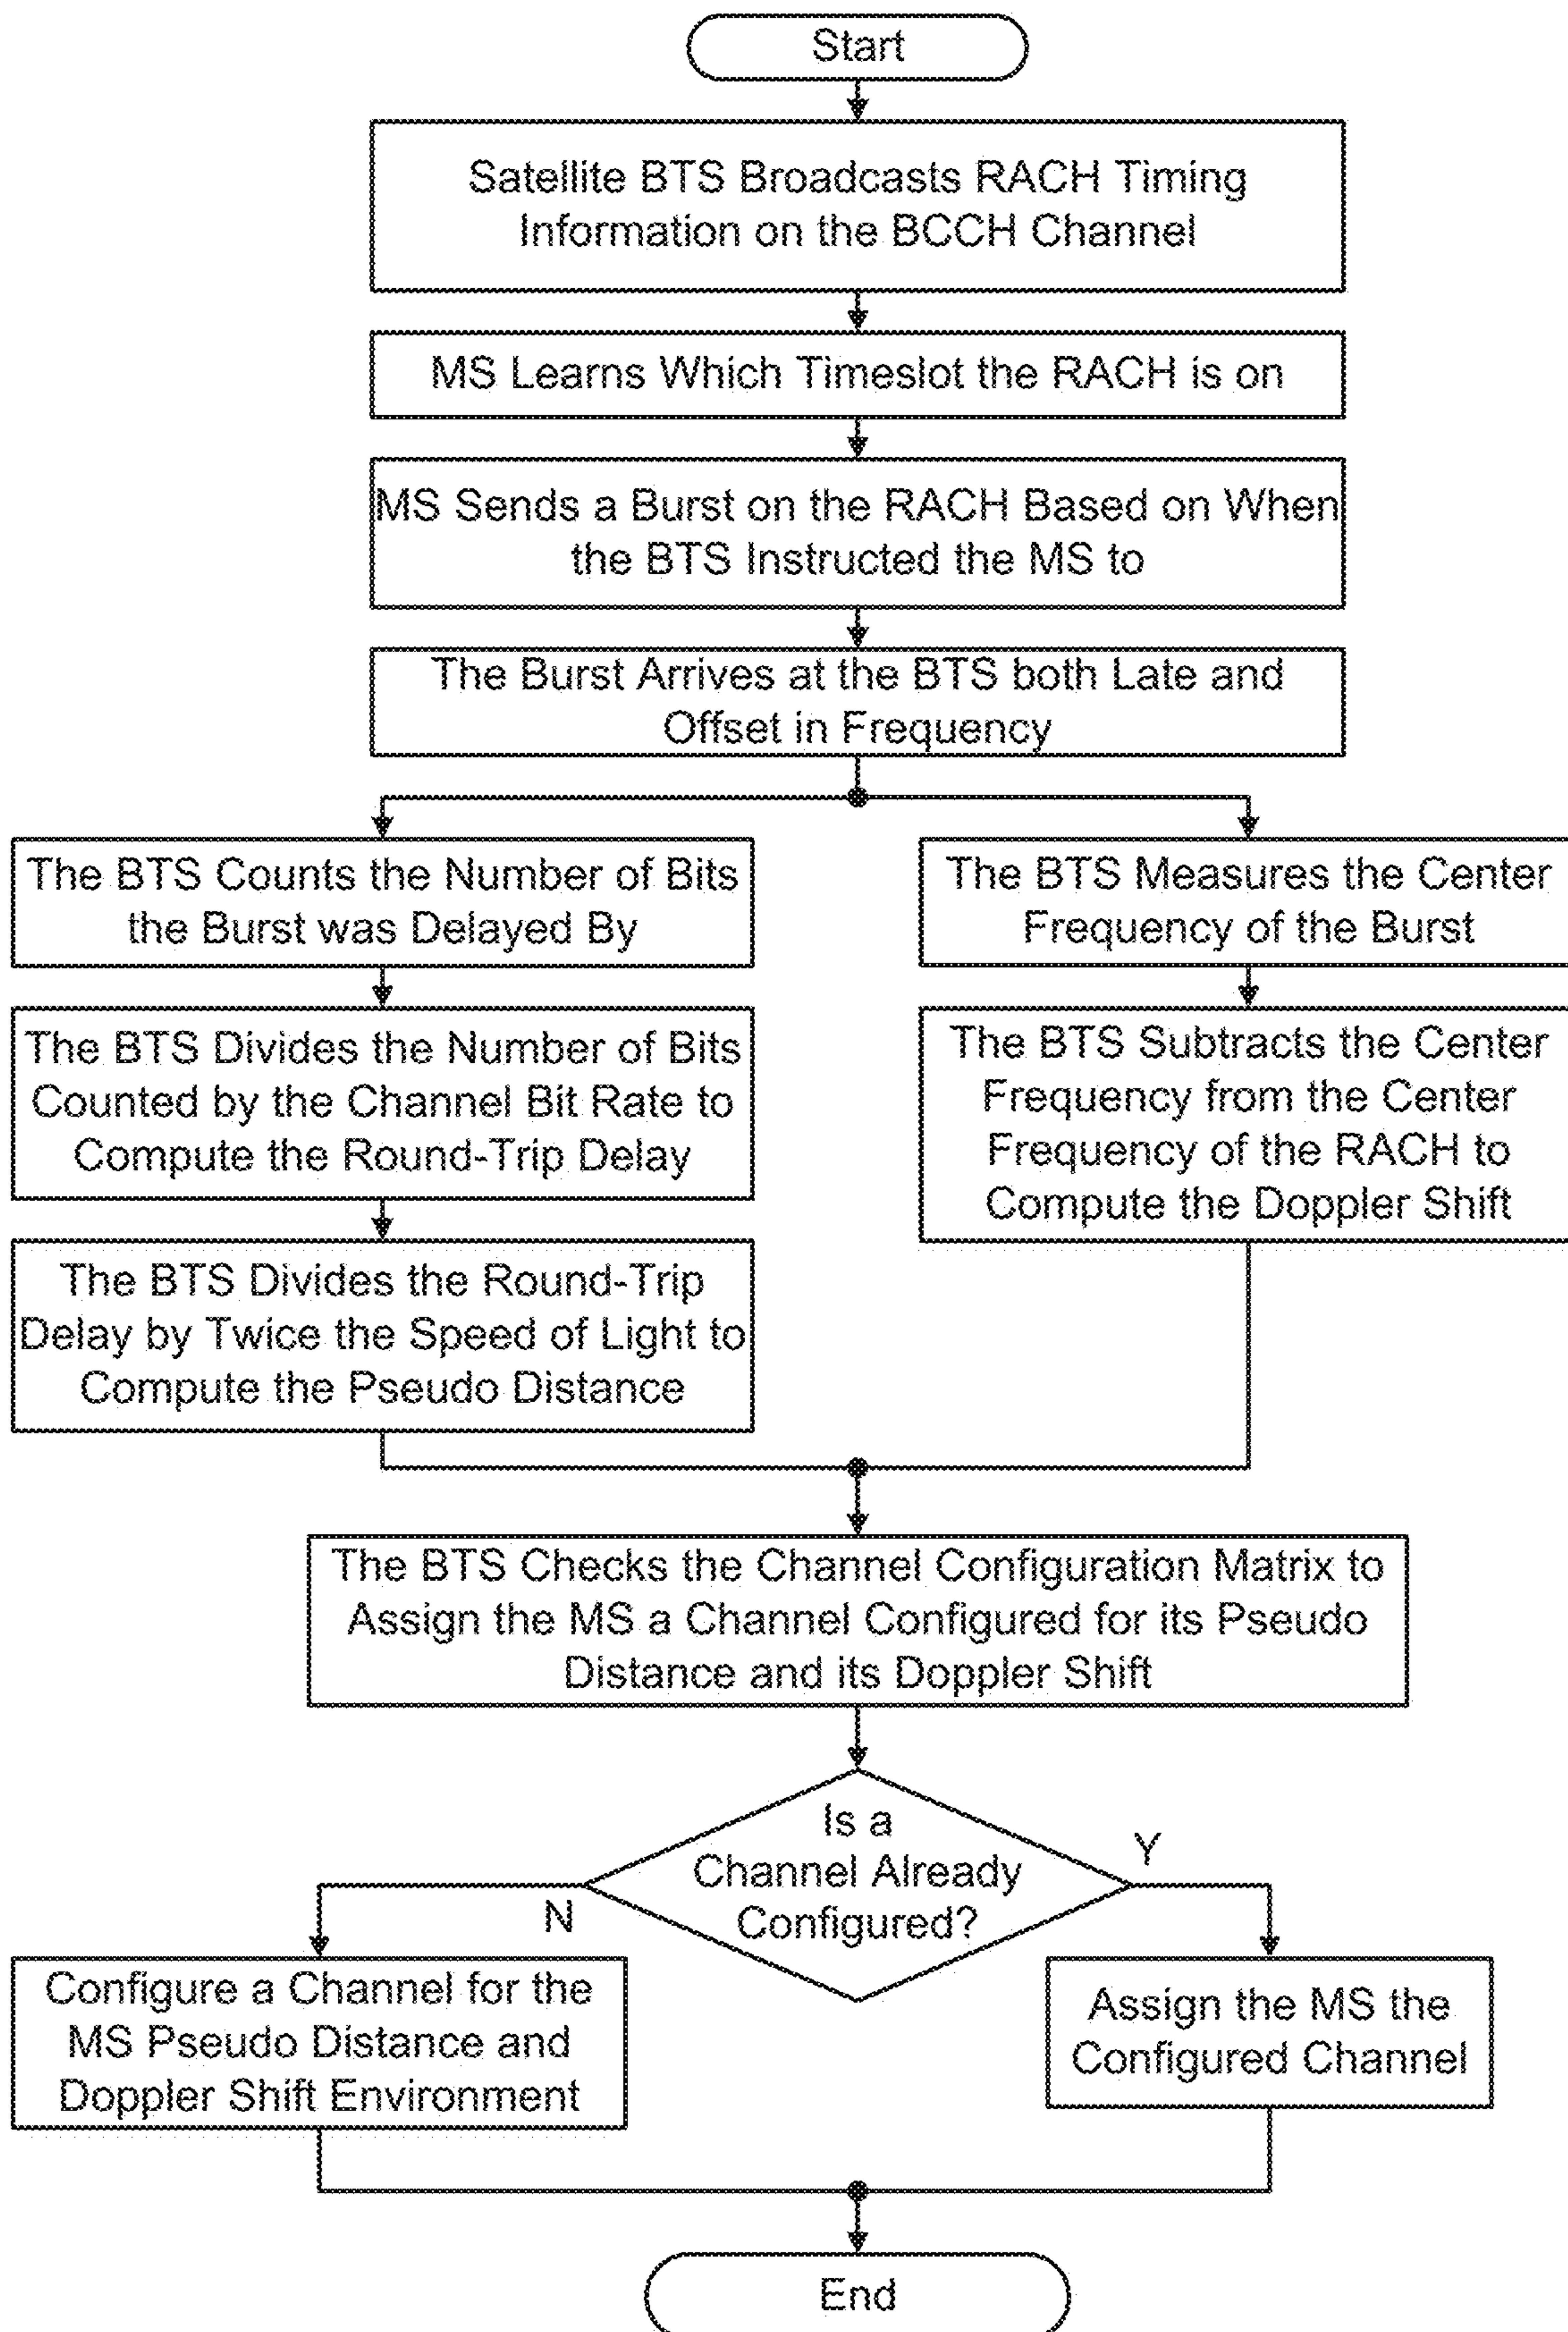 Start
Satellite BTS Broadcasts RACH Timing
Information on the BCCH Channel
MS Learns Which Timeslot the RACH is on
MS Sends a Burst on the RACH Based on When
the BTS Instructed the MS to
The Burst Arrives at the BTS both Late and
Offset in Frequency
The BTS Counts the Number of Bits
the Burst was Delayed By
The BTS Divides the Number of Bits
Counted by the Channel Bit Rate to
Compute the Round-Trip Delay
The BTS Divides the Round-Trip
Delay by Twice the Speed of Light to
Compute the Pseudo Distance
The BTS Measures the Center
Frequency of the Burst
The BTS Subtracts the Center
Frequency from the Center
Frequency of the RACH to
Compute the Doppler Shift
The BTS Checks the Channel Configuration Matrix to
Assign the MS a Channel Configured for its Pseudo
Distance and its Doppler Shift
Is a
Channel Already
Configured?
N
Y
Configure a Channel for the
MS Pseudo Distance and
Doppler Shift Environment
Assign the MS the
Configured Channel
End